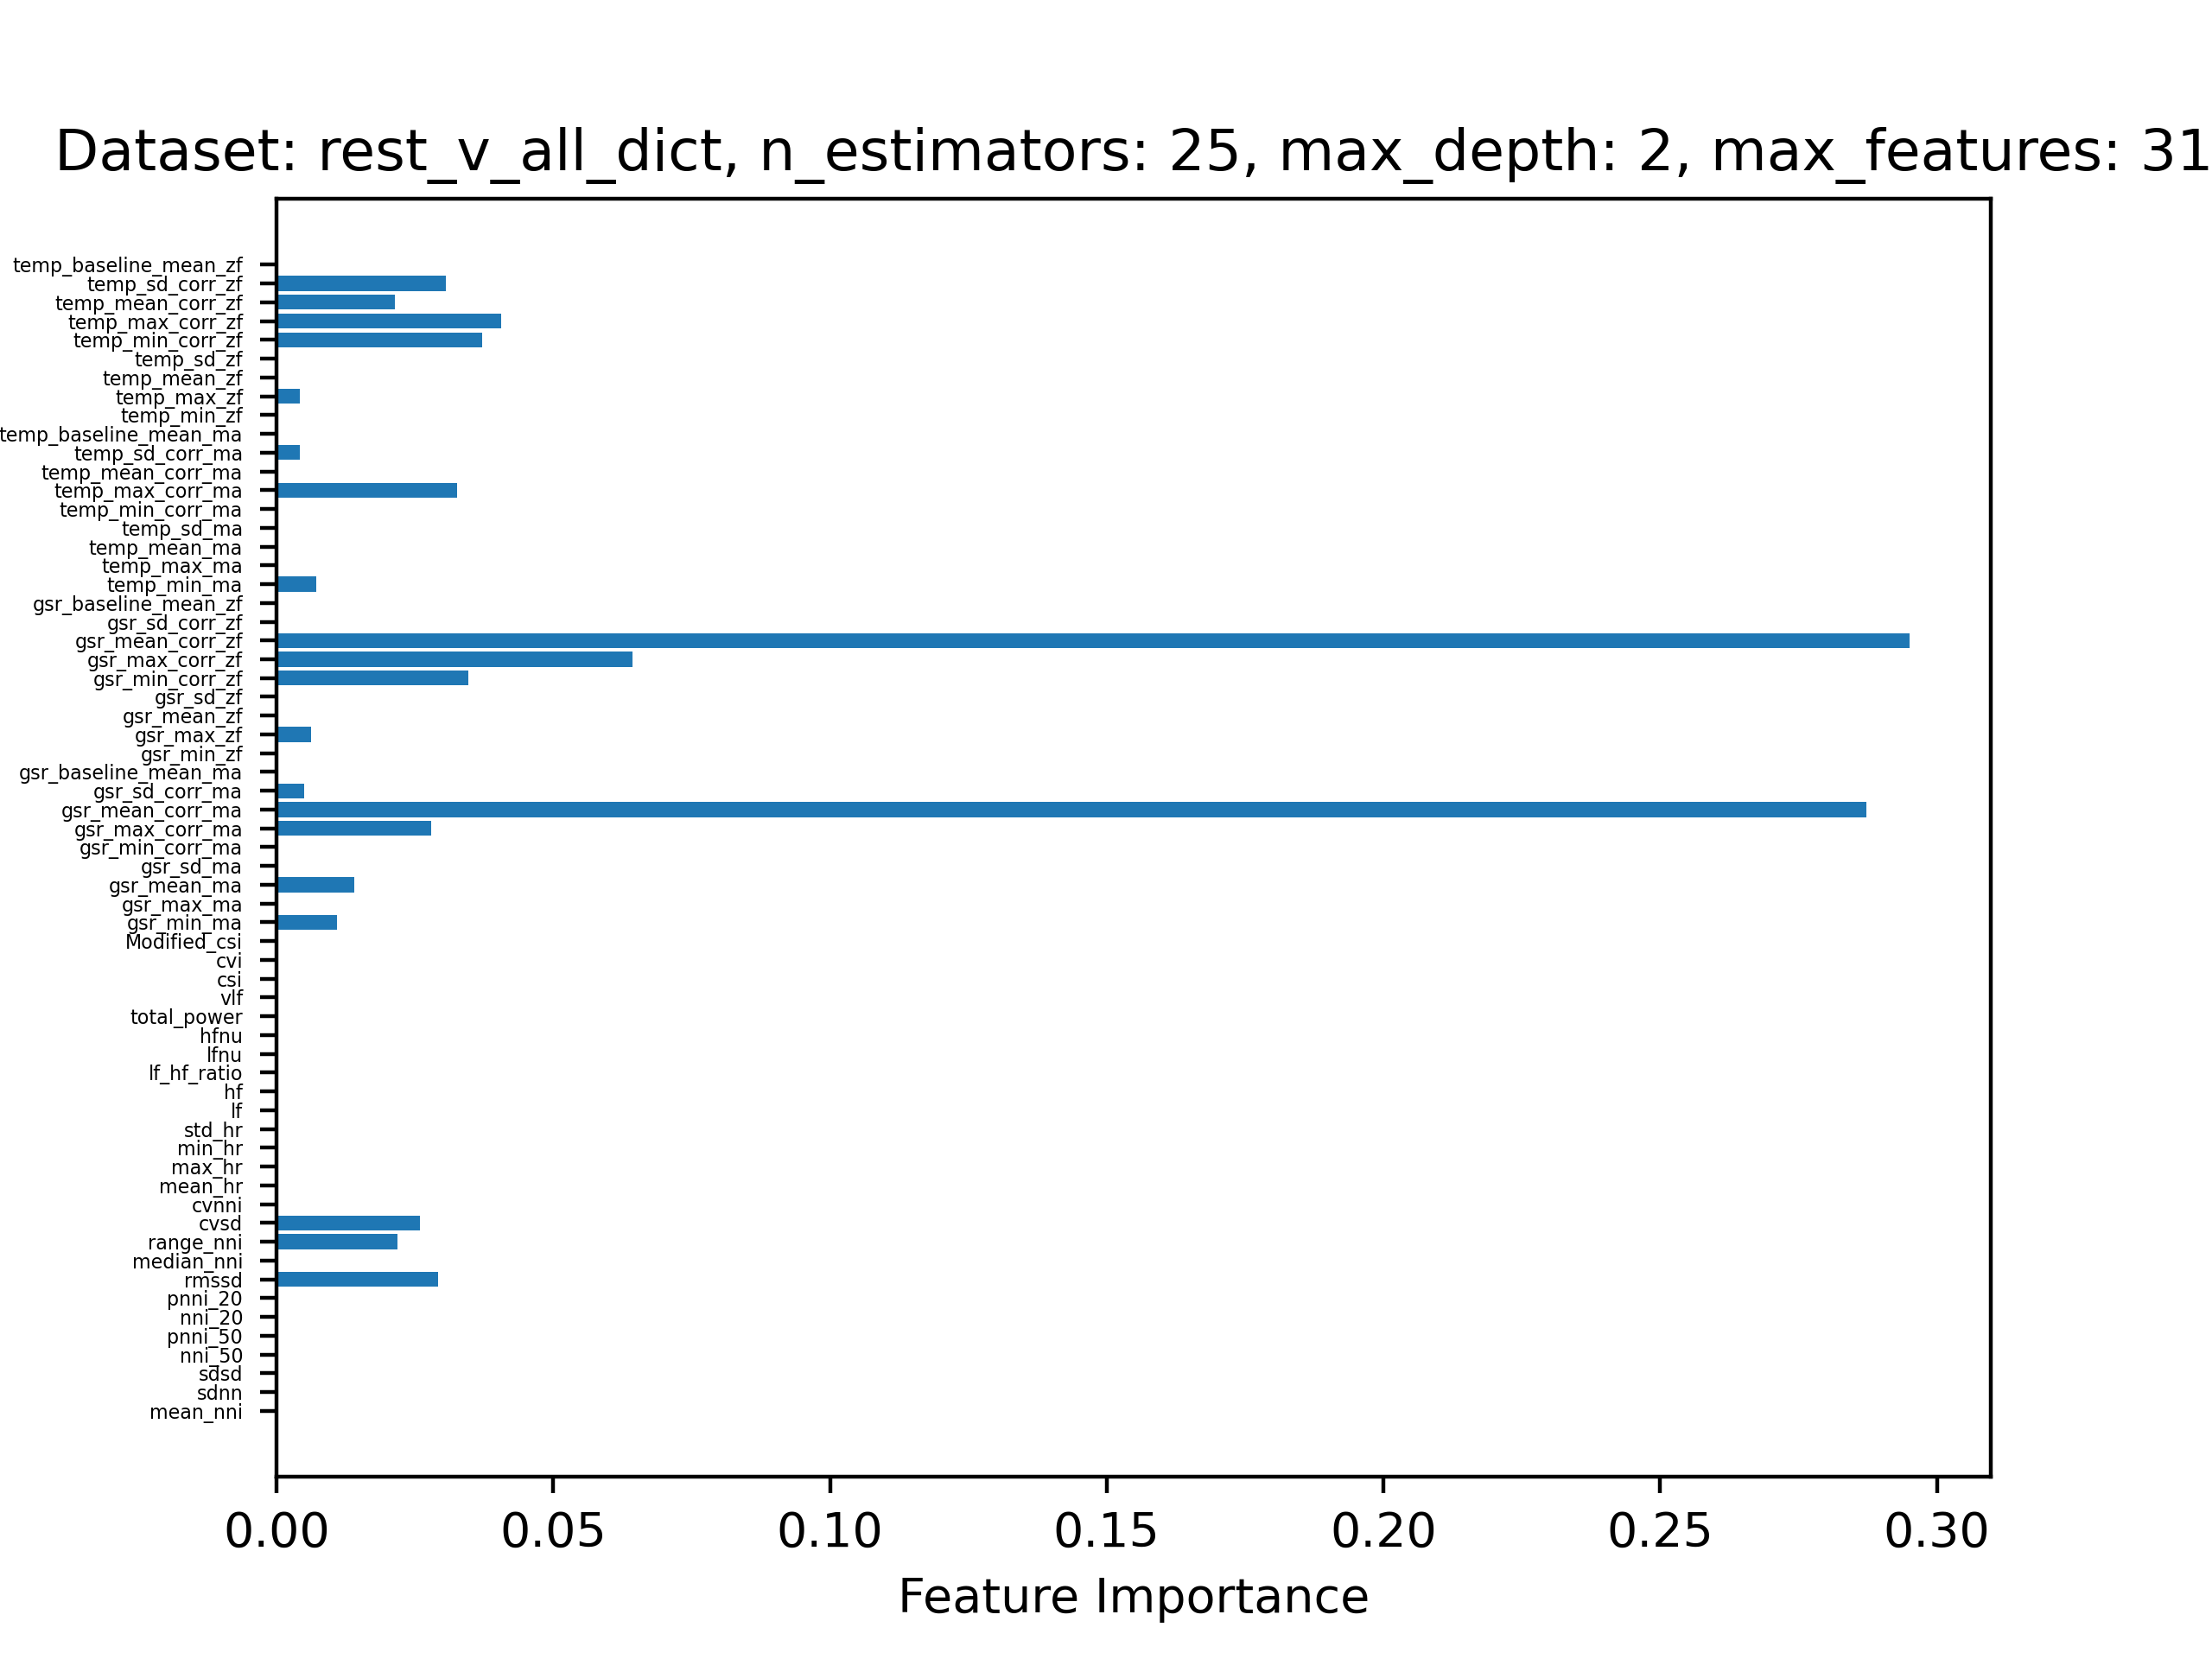 Dataset: rest_v_all_dict, n_estimators: 25, max_depth: 2, max_features: 31
temp_baseline_mean_zf
temp_sd_corr_zf
temp_mean_corr_zf
temp_max_corr_zf
temp_min_corr_zf
temp_sd_zf
temp_mean_zf
temp_max_zf
temp_min_zf
temp_baseline_mean_ma
temp_sd_corr_ma
temp_mean_corr_ma
temp_max_corr_ma
temp_min_corr_ma
temp_sd_ma
temp_mean_ma
temp_max_ma
temp_min_ma
gsr_baseline_mean_zf
gsr_sd_corr_zf
gsr_mean_corr_zf
gsr_max_corr_zf
gsr_min_corr_zf
gsr_sd_zf
gsr_mean_zf
gsr_max_zf
gsr_min_zf
gsr_baseline_mean_ma
gsr_sd_corr_ma
gsr_mean_corr_ma
gsr_max_corr_ma
gsr_min_corr_ma
gsr_sd_ma
gsr_mean_ma
gsr_max_ma
gsr_min_ma
Modified_csi
cvi
csi
vlf
total_power
hfnu
lfnu
lf_hf_ratio
hf
lf
std_hr
min_hr
max_hr
mean_hr
cvnni
cvsd
range_nni
median_nni
rmssd
pnni_20
nni_20
pnni_50
nni_50
sdsd
sdnn
mean_nni
0.00 0.05 0.10 0.15 0.20 0.25 0.30
Feature Importance